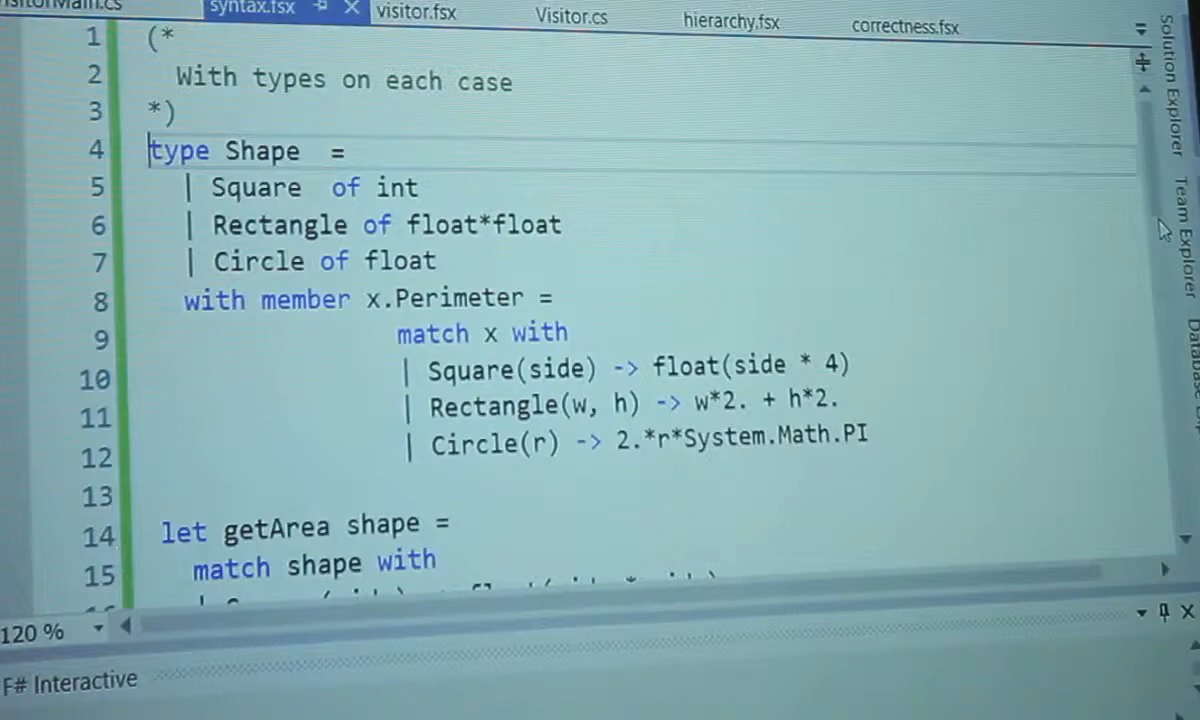 syntax.fsx visitor.fsx Visitor.cs hierarchy.fsx correctness.fsx
1 (*
2 With types on each case
3 *)
4 type Shape =
5 | Square of int
6 | Rectangle of float*float
7 | Circle of float
8 with member x.Perimeter =
9 match x with
10 | Square(side) -> float(side * 4)
11 | Rectangle(w, h) -> w*2. + h*2.
12 | Circle(r) -> 2.*r*System.Math.PI
13
14 let getArea shape =
15 match shape with
120 %
F# Interactive
Solution Explorer
Team Explorer